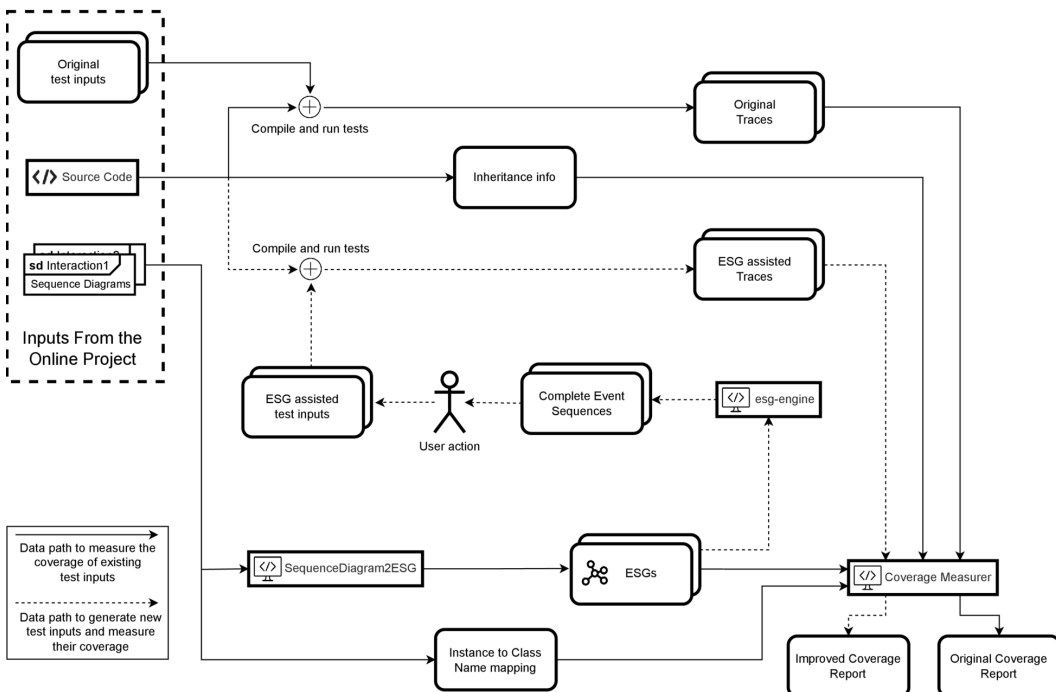 Original
test inputs
Compile and run tests
Original
Traces
</> Source Code
Inheritance info
sd Interaction1
Sequence Diagrams
Compile and run tests
ESG assisted
Traces
Inputs From the
Online Project
ESG assisted
test inputs
User action
Complete Event
Sequences
</> esg-engine
Data path to measure the
coverage of existing
test inputs
Data path to generate new
test inputs and measure
their coverage
</> SequenceDiagram2ESG
ESGs
</> Coverage Measurer
Instance to Class
Name mapping
Improved Coverage
Report
Original Coverage
Report